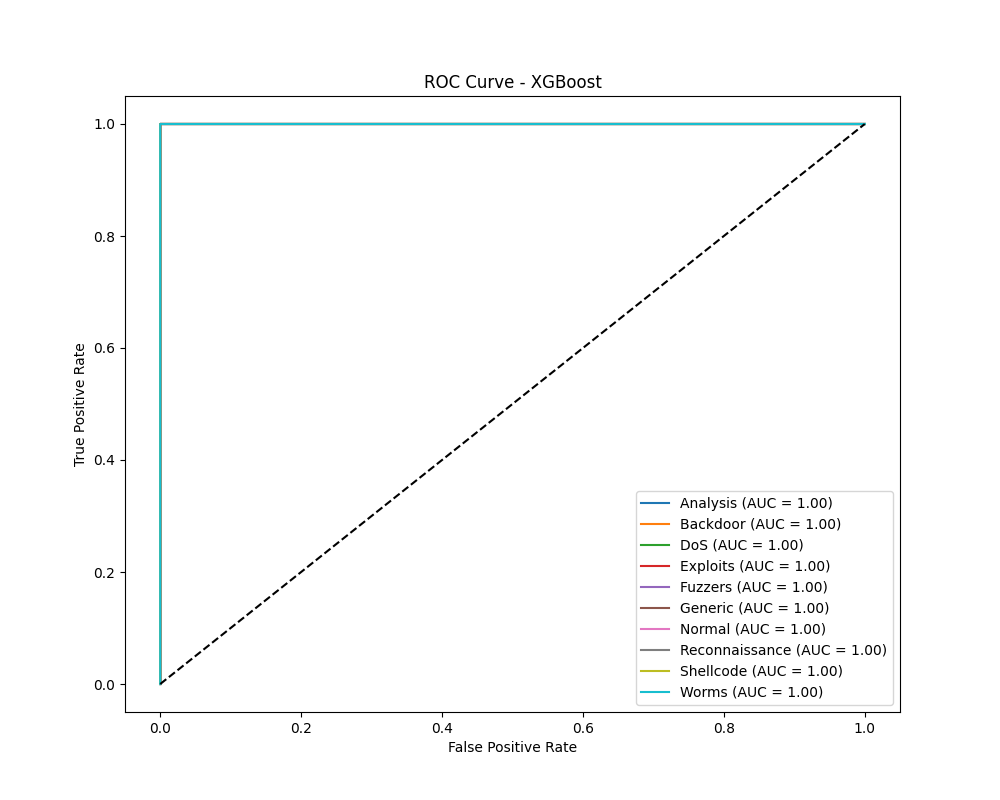 ROC Curve - XGBoost
1.0
0.8
0.6
0.4
0.2
0.0
True Positive Rate
Analysis (AUC = 1.00)
Backdoor (AUC = 1.00)
DoS (AUC = 1.00)
Exploits (AUC = 1.00)
Fuzzers (AUC = 1.00)
Generic (AUC = 1.00)
Normal (AUC = 1.00)
Reconnaissance (AUC = 1.00)
Shellcode (AUC = 1.00)
Worms (AUC = 1.00)
0.0 0.2 0.4 0.6 0.8 1.0
False Positive Rate